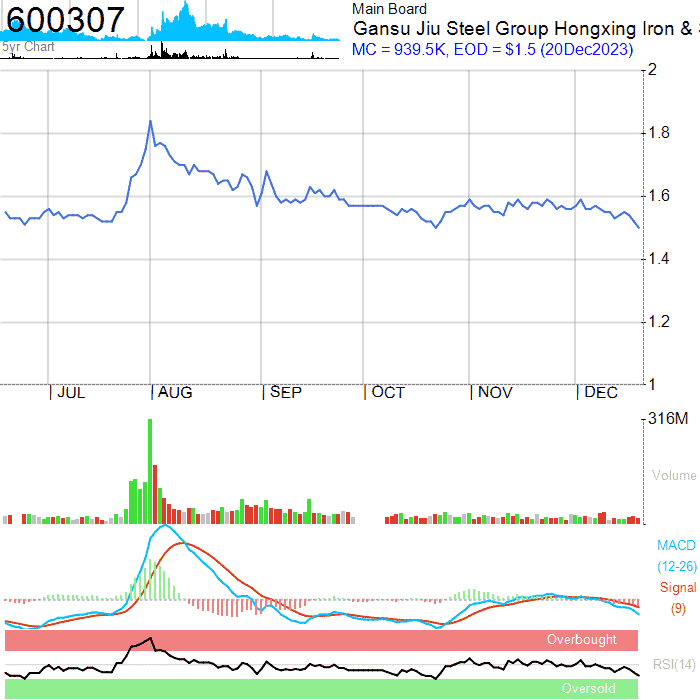 600307
5yr Chart
Main Board
Gansu Jiu Steel Group Hongxing Iron &
MC = 939.5K, EOD = $1.5 (20Dec2023)
2
1.8
1.6
1.4
1.2
1
JUL AUG SEP OCT NOV DEC
316M
Volume
MACD
(12-26)
Signal
(9)
Overbought
RSI(14)
Oversold